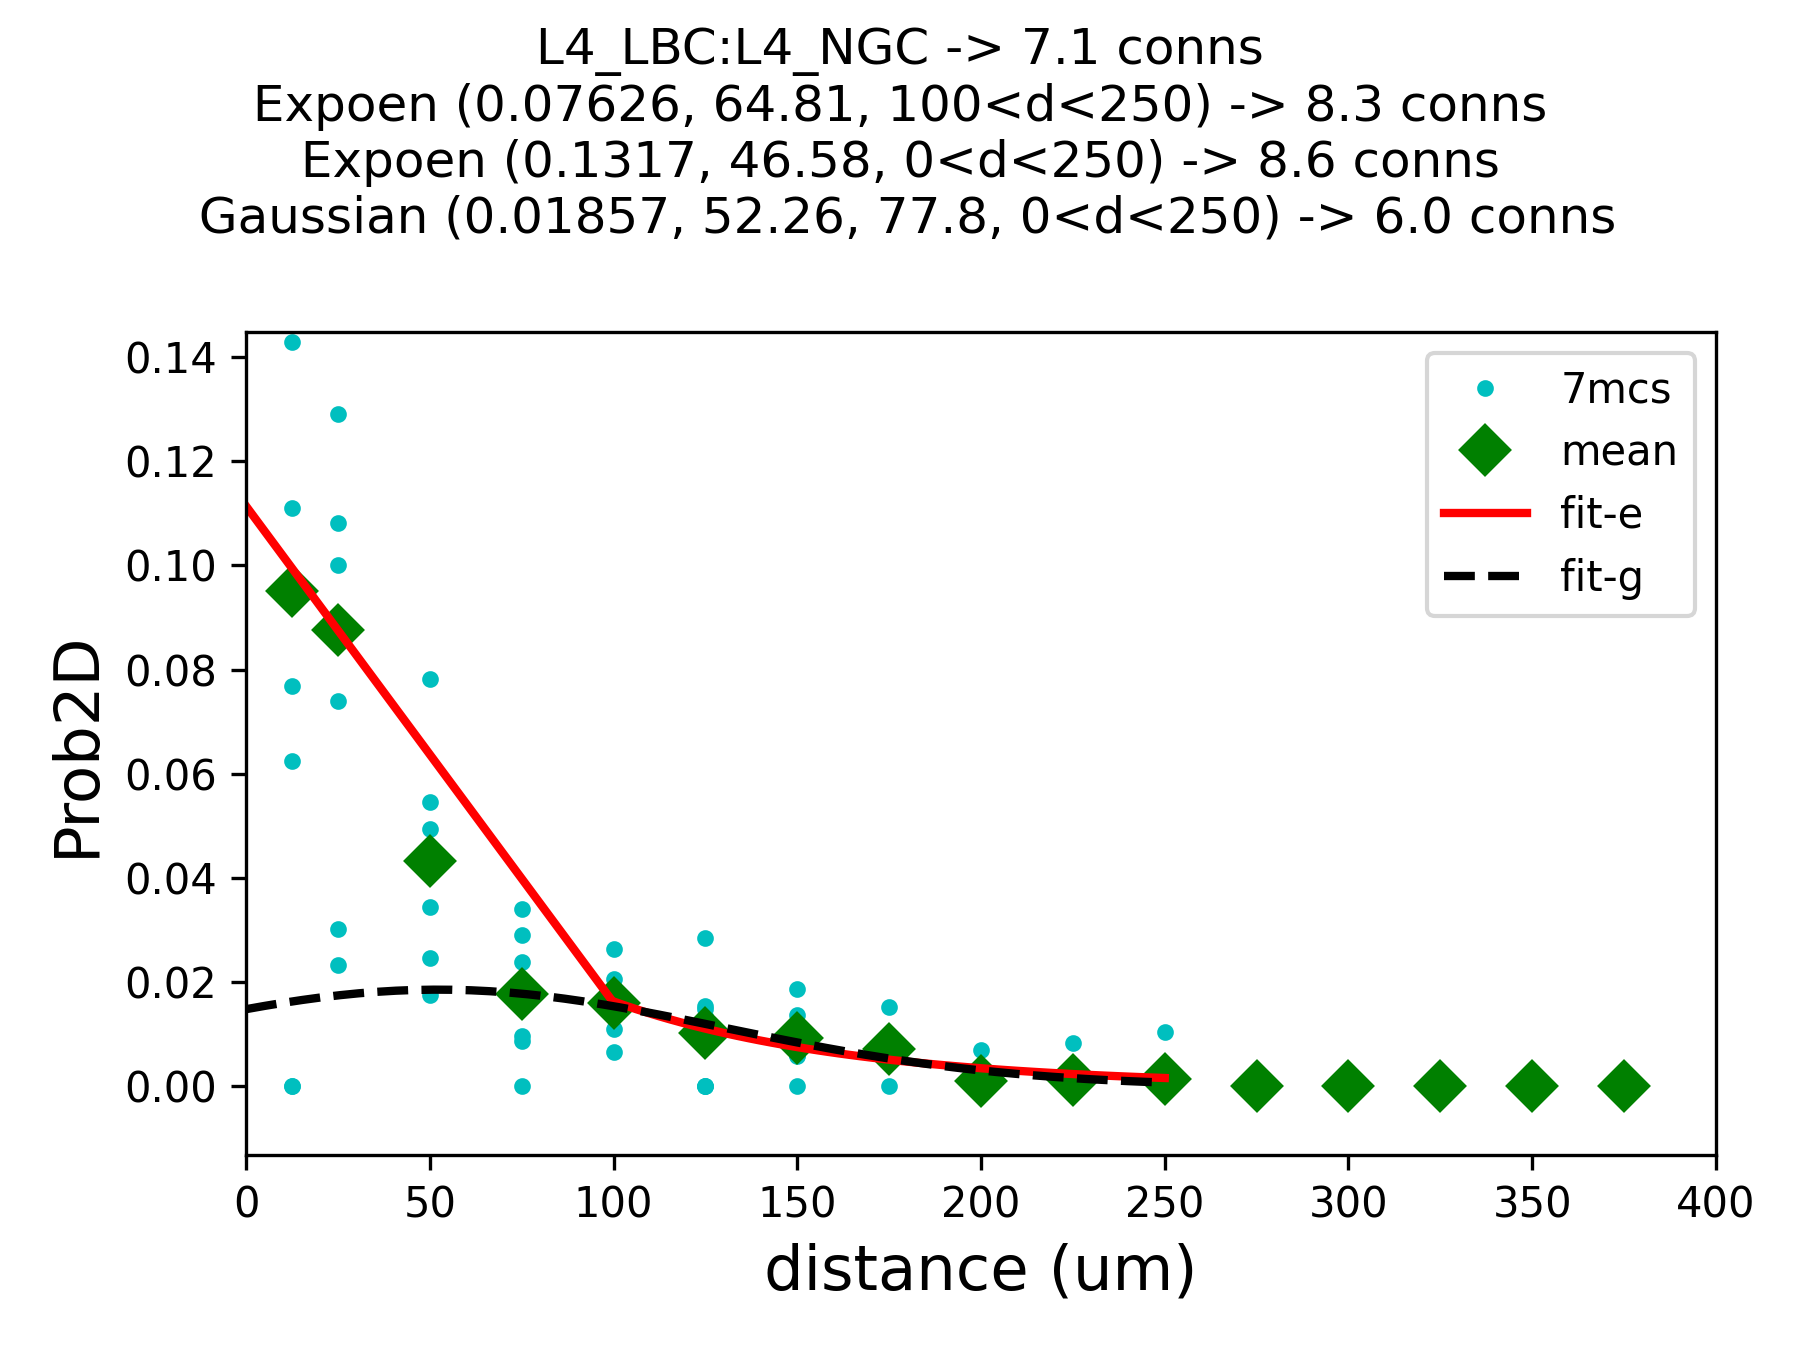 L4_LBC:L4_NGC -> 7.1 conns
Expoen (0.07626, 64.81, 100<d<250) -> 8.3 conns
Expoen (0.1317, 46.58, 0<d<250) -> 8.6 conns
Gaussian (0.01857, 52.26, 77.8, 0<d<250) -> 6.0 conns
7mcs
mean
fit-e
fit-g
Prob2D
0.14
0.12
0.10
0.08
0.06
0.04
0.02
0.00
0 50 100 150 200 250 300 350 400
distance (um)